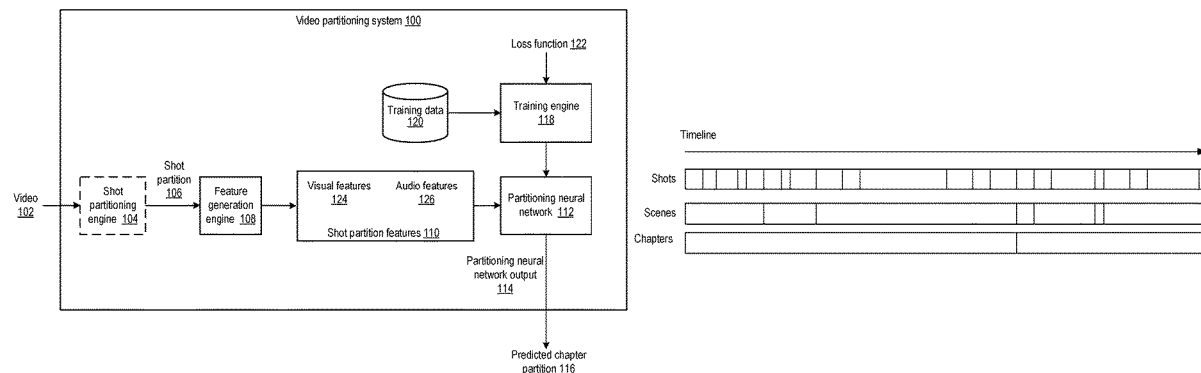 Video partitioning system 100
Loss function 122
Training data
120
Training engine
118
Video
102
Shot
partitioning
engine 104
Shot
partition
106
Feature
generation
engine 108
Visual features
124
Audio features
126
Shot partition features 110
Partitioning neural
network 112
Partitioning neural
network output
114
Predicted chapter
partition 116
Timeline
Shots
Scenes
Chapters